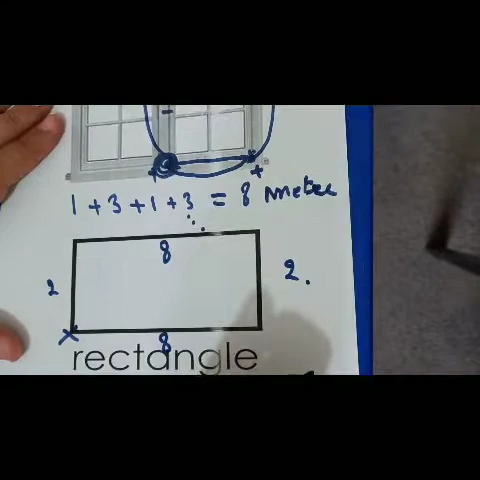 1 + 3 + 1 + 3 = 8 meter
8
2 2.
8
rectangle